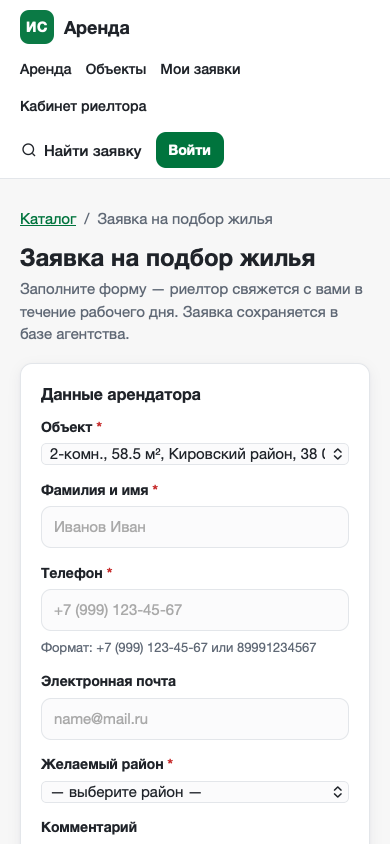 ИС Аренда
Аренда Объекты Мои заявки
Кабинет риелтора
Найти заявку Войти
Каталог / Заявка на подбор жилья
Заявка на подбор жилья
Заполните форму — риелтор свяжется с вами в
течение рабочего дня. Заявка сохраняется в
базе агентства.
Данные арендатора
Объект *
2-комн., 58.5 м², Кировский район, 38
Фамилия и имя *
Иванов Иван
Телефон *
+7 (999) 123-45-67
Формат: +7 (999) 123-45-67 или 89991234567
Электронная почта
name@mail.ru
Желаемый район *
— выберите район —
Комментарий